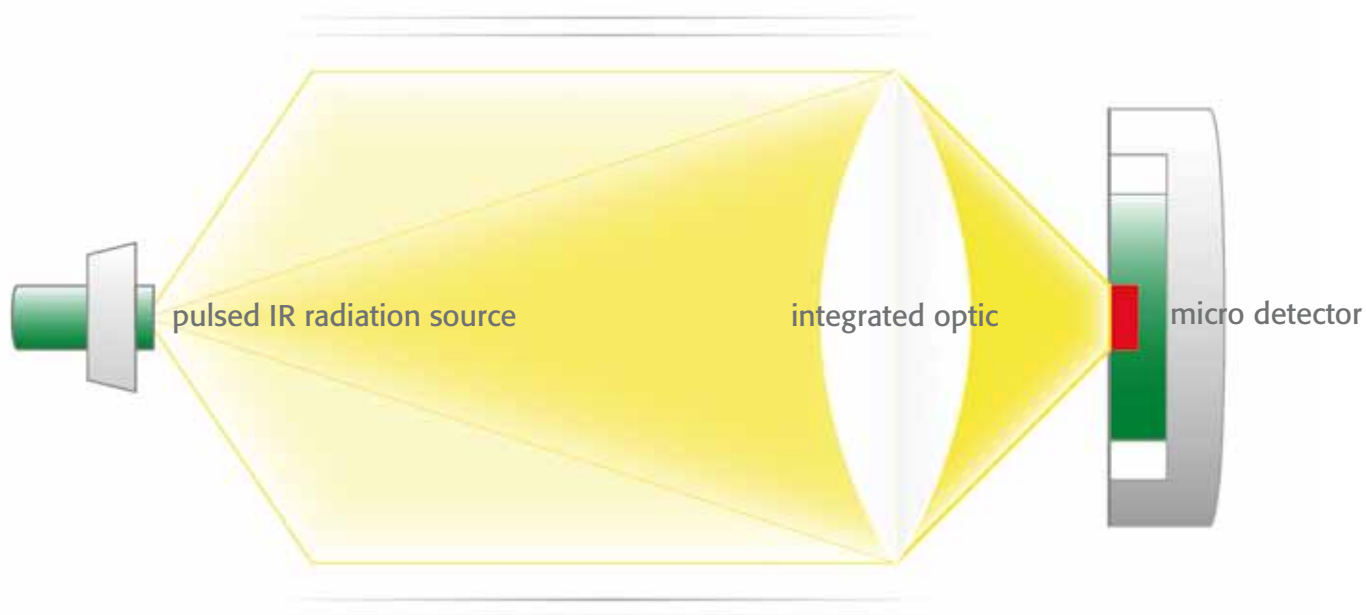 pulsed IR radiation source
integrated optic
micro detector